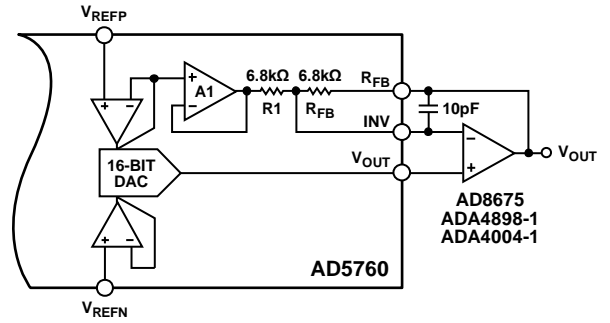 VREFP
6.8kΩ 6.8kΩ
RFB
+ −
A1
R1 RFB
10pF
INV
16-BIT
DAC
VOUT
VOUT
AD8675
ADA4898-1
ADA4004-1
+ −
AD5760
VREFN